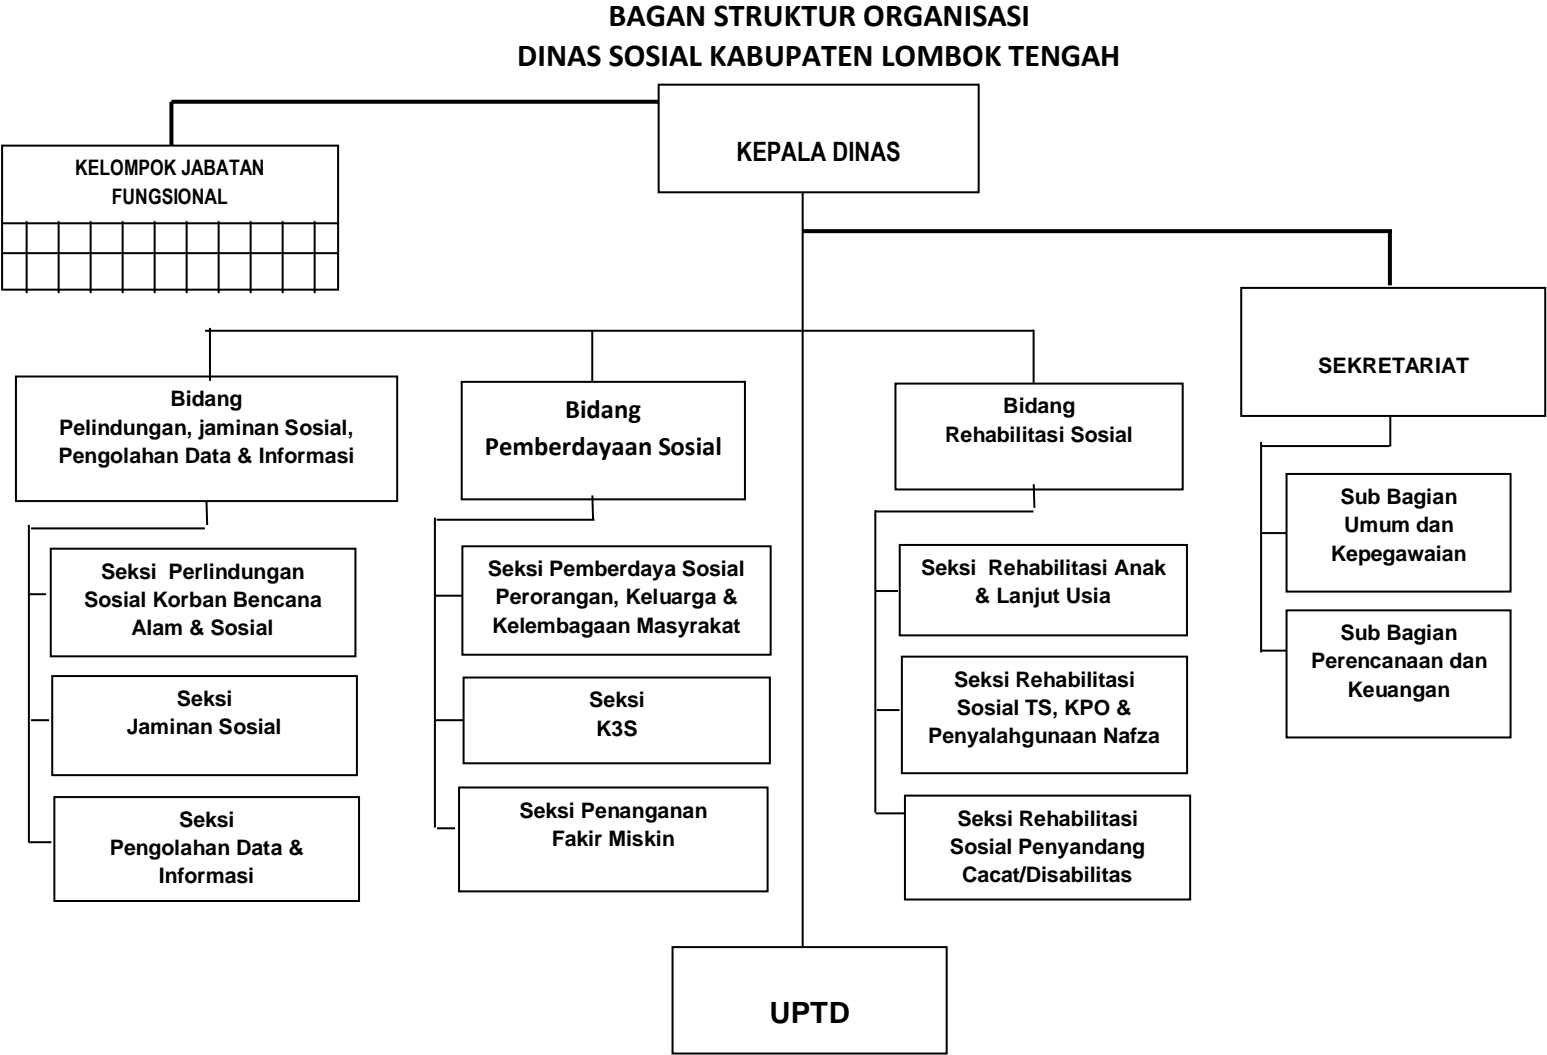 BAGAN STRUKTUR ORGANISASI
DINAS SOSIAL KABUPATEN LOMBOK TENGAH
KEPALA DINAS
KELOMPOK JABATAN
FUNGSIONAL
SEKRETARIAT
Bidang
Pelindungan, jaminan Sosial,
Pengolahan Data & Informasi
Bidang
Pemberdayaan Sosial
Bidang
Rehabilitasi Sosial
Sub Bagian
Umum dan
Kepegawaian
Sub Bagian
Perencanaan dan
Keuangan
Seksi Perlindungan
Sosial Korban Bencana
Alam & Sosial
Seksi
Jaminan Sosial
Seksi
Pengolahan Data &
Informasi
Seksi Pemberdaya Sosial
Perorangan, Keluarga &
Kelembagaan Masyrakat
Seksi
K3S
Seksi Penanganan
Fakir Miskin
Seksi Rehabilitasi Anak
& Lanjut Usia
Seksi Rehabilitasi
Sosial TS, KPO &
Penyalahgunaan Nafza
Seksi Rehabilitasi
Sosial Penyandang
Cacat/Disabilitas
UPTD